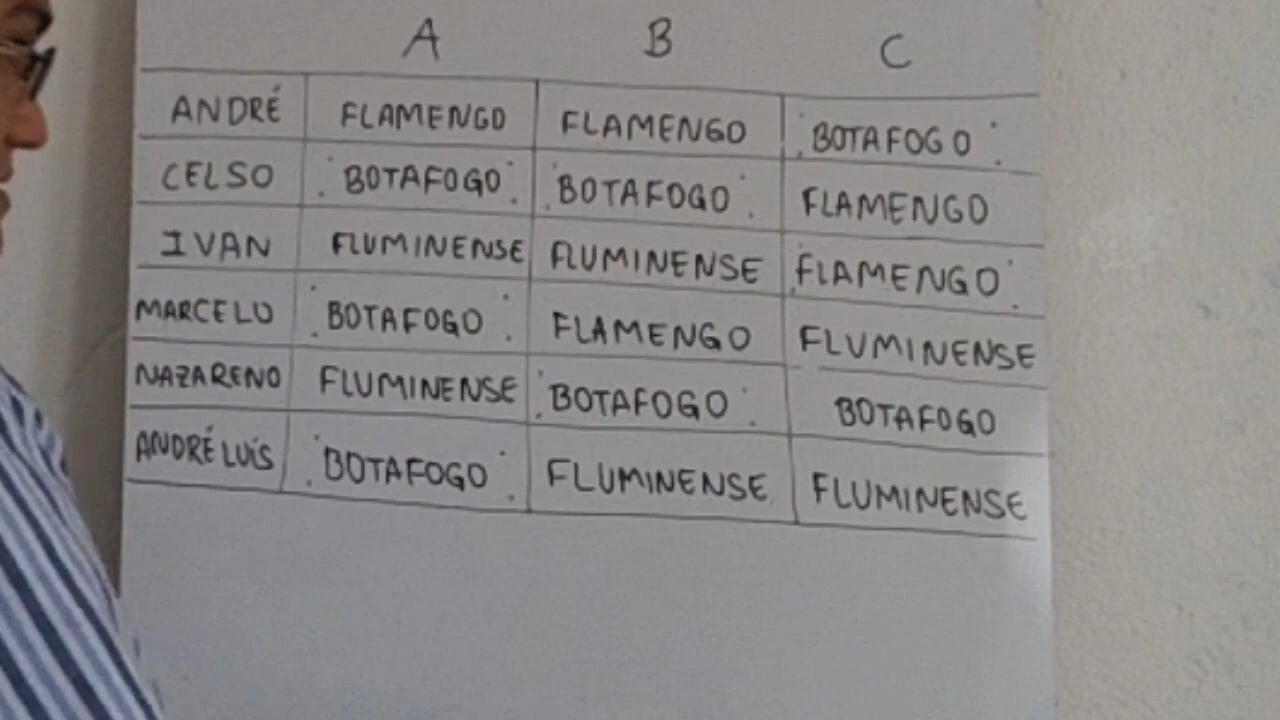 A B C
ANDRÉ FLAMENGO FLAMENGO BOTAFOGO
CELSO BOTAFOGO BOTAFOGO FLAMENGO
IVAN FLUMINENSE FLUMINENSE FLAMENGO
MARCELO BOTAFOGO FLAMENGO FLUMINENSE
NAZARENO FLUMINENSE BOTAFOGO BOTAFOGO
ANDRÉ LUÍS BOTAFOGO FLUMINENSE FLUMINENSE